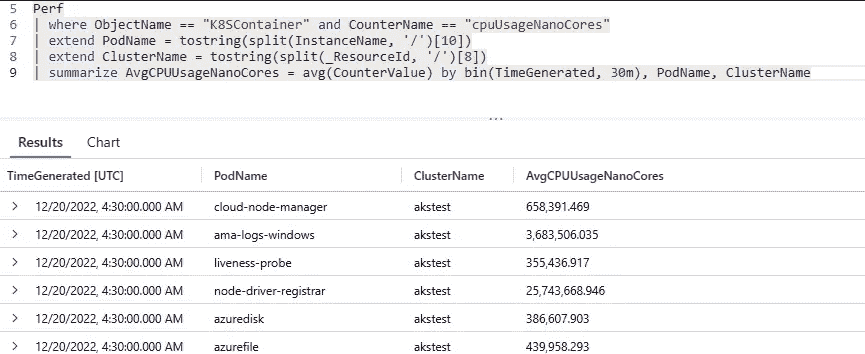 5 Perf
6 | where ObjectName == "K8SContainer" and CounterName == "cpuUsageNanoCores"
7 | extend PodName = tostring(split(InstanceName, '/')[10])
8 | extend ClusterName = tostring(split(_ResourceId, '/')[8])
9 | summarize AvgCPUUsageNanoCores = avg(CounterValue) by bin(TimeGenerated, 30m), PodName, ClusterName
...
Results Chart
TimeGenerated [UTC] PodName ClusterName AvgCPUUsageNanoCores
> 12/20/2022, 4:30:00.000 AM cloud-node-manager akstest 658,391.469
> 12/20/2022, 4:30:00.000 AM ama-logs-windows akstest 3,683,506.035
> 12/20/2022, 4:30:00.000 AM liveness-probe akstest 355,436.917
> 12/20/2022, 4:30:00.000 AM node-driver-registrar akstest 25,743,668.946
> 12/20/2022, 4:30:00.000 AM azuredisk akstest 386,607.903
> 12/20/2022, 4:30:00.000 AM azurefile akstest 439,958.293